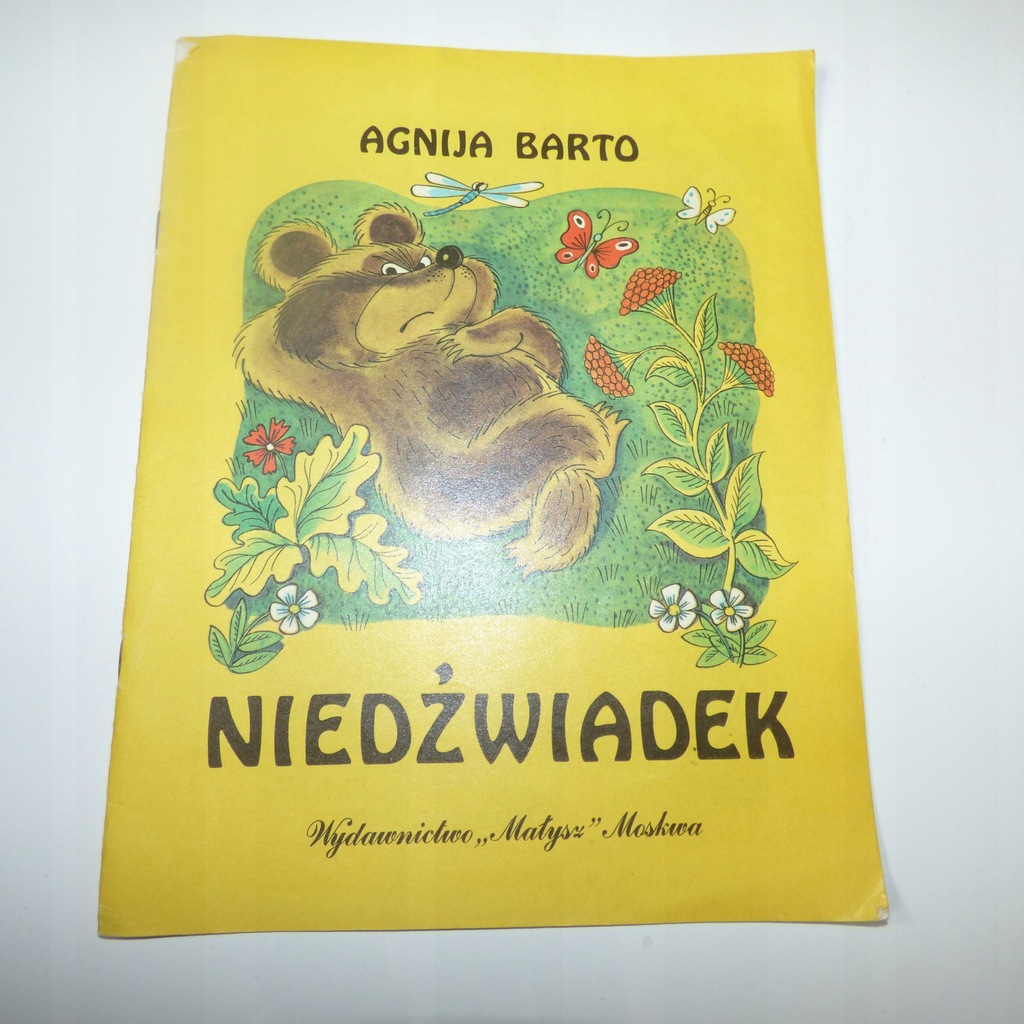 AGNIJA BARTO
NIEDŹWIADEK
Wydawnictwo „Małysz” Moskwa